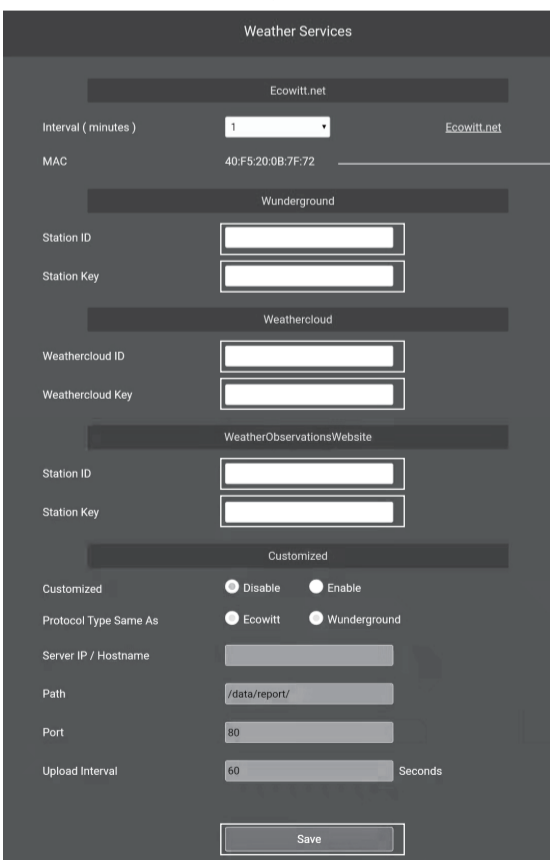 Weather Services
Ecowitt.net
Interval ( minutes ) 1 Ecowitt.net
MAC 40:F5:20:0B:7F:72
Wunderground
Station ID
Station Key
Weathercloud
Weathercloud ID
Weathercloud Key
WeatherObservationsWebsite
Station ID
Station Key
Customized
Customized Disable Enable
Protocol Type Same As Ecowitt Wunderground
Server IP / Hostname
Path /data/report/
Port 80
Upload Interval 60 Seconds
Save